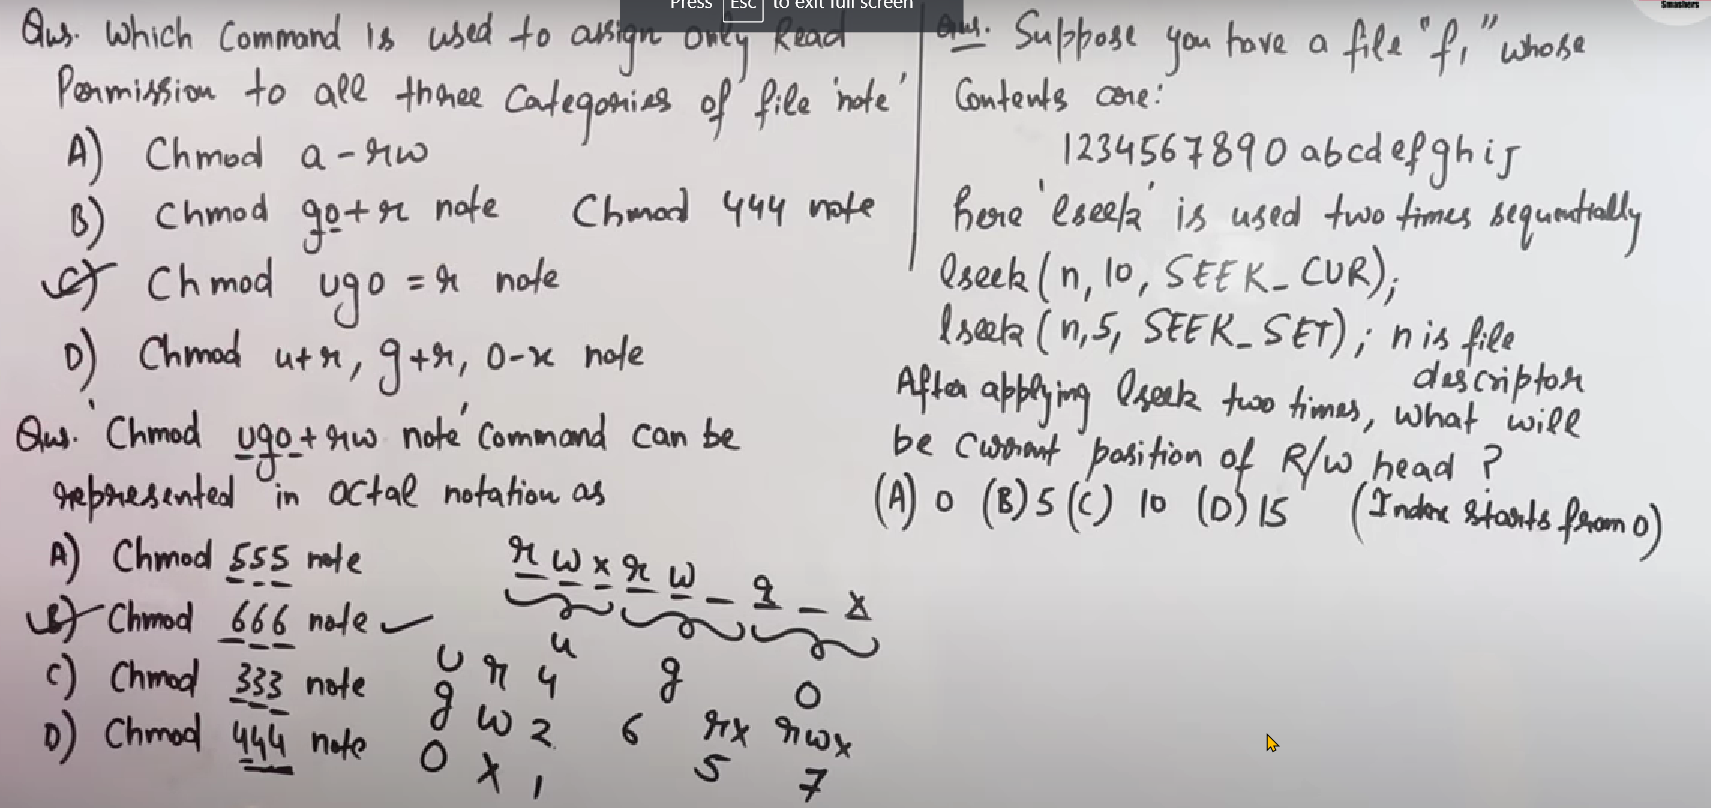 Press Esc to exit full screen
Smashers
Qus. Which Command is used to assign only Read
Permission to all three Categories of file 'note'
A) Chmod a-rw
B) Chmod go+r note Chmod 444 note
C) Chmod ugo=r note
D) Chmod u+r, g+r, o-x note
Qus. 'Chmod ugo+rw note' Command can be
represented in octal notation as
A) Chmod 555 note
B) Chmod 666 note
C) Chmod 333 note
D) Chmod 444 note
r w x r w - r - x
u g o
u r 4
g w 2 6 rx rwx
o x 1 5 7
Qus. Suppose you have a file "f1" whose
Contents are:
1234567890abcdefghij
here 'lseek' is used two times sequentially
lseek(n,10, SEEK_CUR);
lseek(n,5, SEEK_SET); n is file
descriptor
After applying lseek two times, what will
be current position of R/w head?
(A) 0 (B) 5 (C) 10 (D) 15 (Index starts from 0)